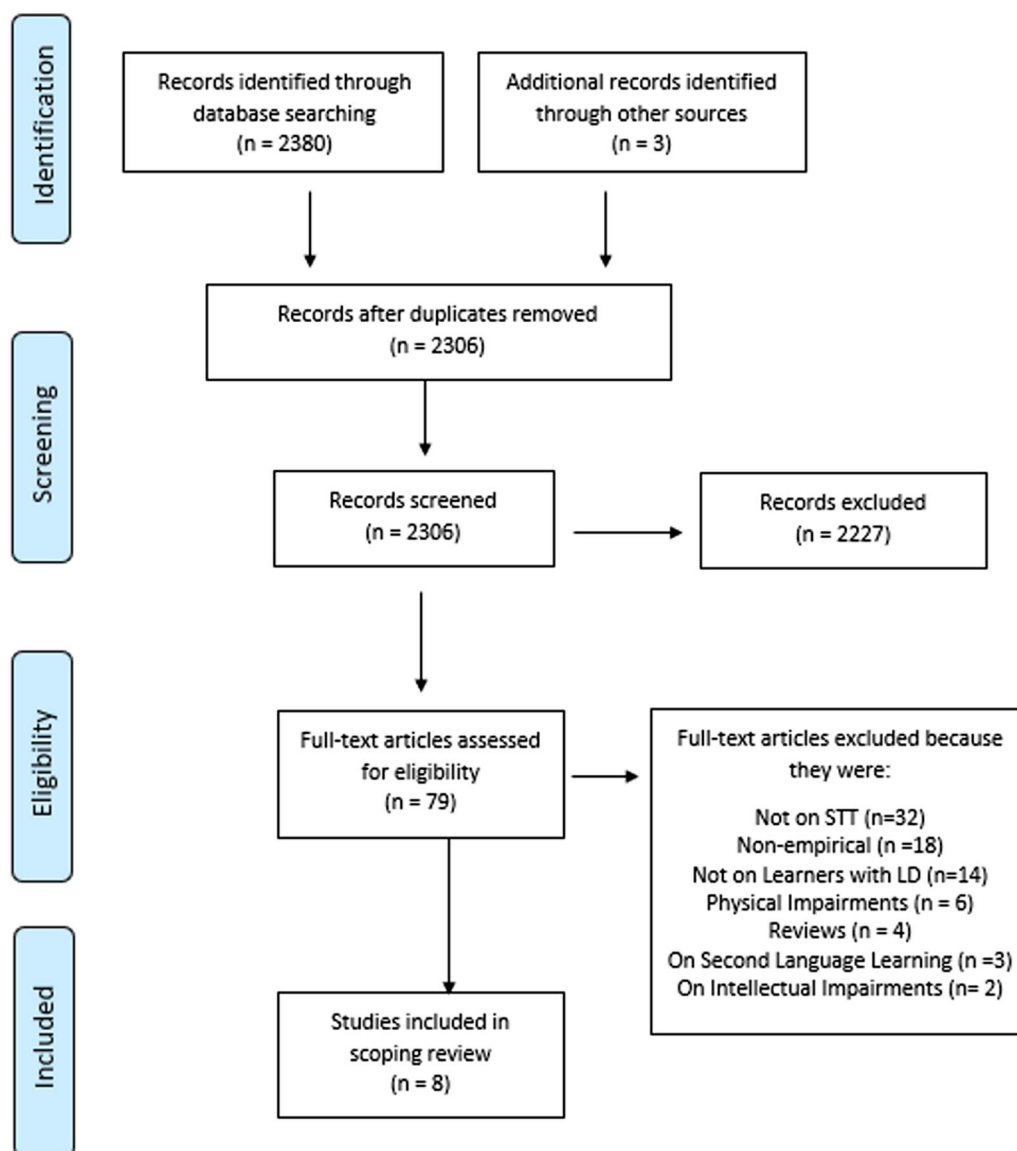 Identification
Records identified through
database searching
(n = 2380)
Additional records identified
through other sources
(n = 3)
Records after duplicates removed
(n = 2306)
Screening
Records screened
(n = 2306)
Records excluded
(n = 2227)
Eligibility
Full-text articles assessed
for eligibility
(n = 79)
Full-text articles excluded because
they were:
Not on STT (n=32)
Non-empirical (n =18)
Not on Learners with LD (n=14)
Physical Impairments (n = 6)
Reviews (n = 4)
On Second Language Learning (n =3)
On Intellectual Impairments (n= 2)
Included
Studies included in
scoping review
(n = 8)